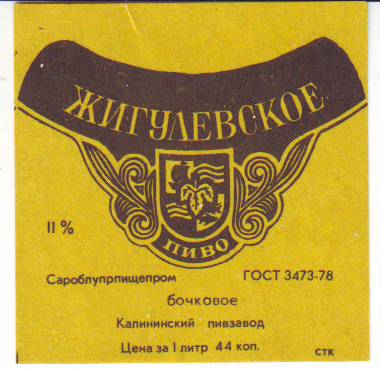 ЖИГУЛЕВСКОЕ
ПИВО
11 %
Сароблупрпищепром ГОСТ 3473-78
бочковое
Калининский пивзавод
Цена за 1 литр 44 коп.
СТК